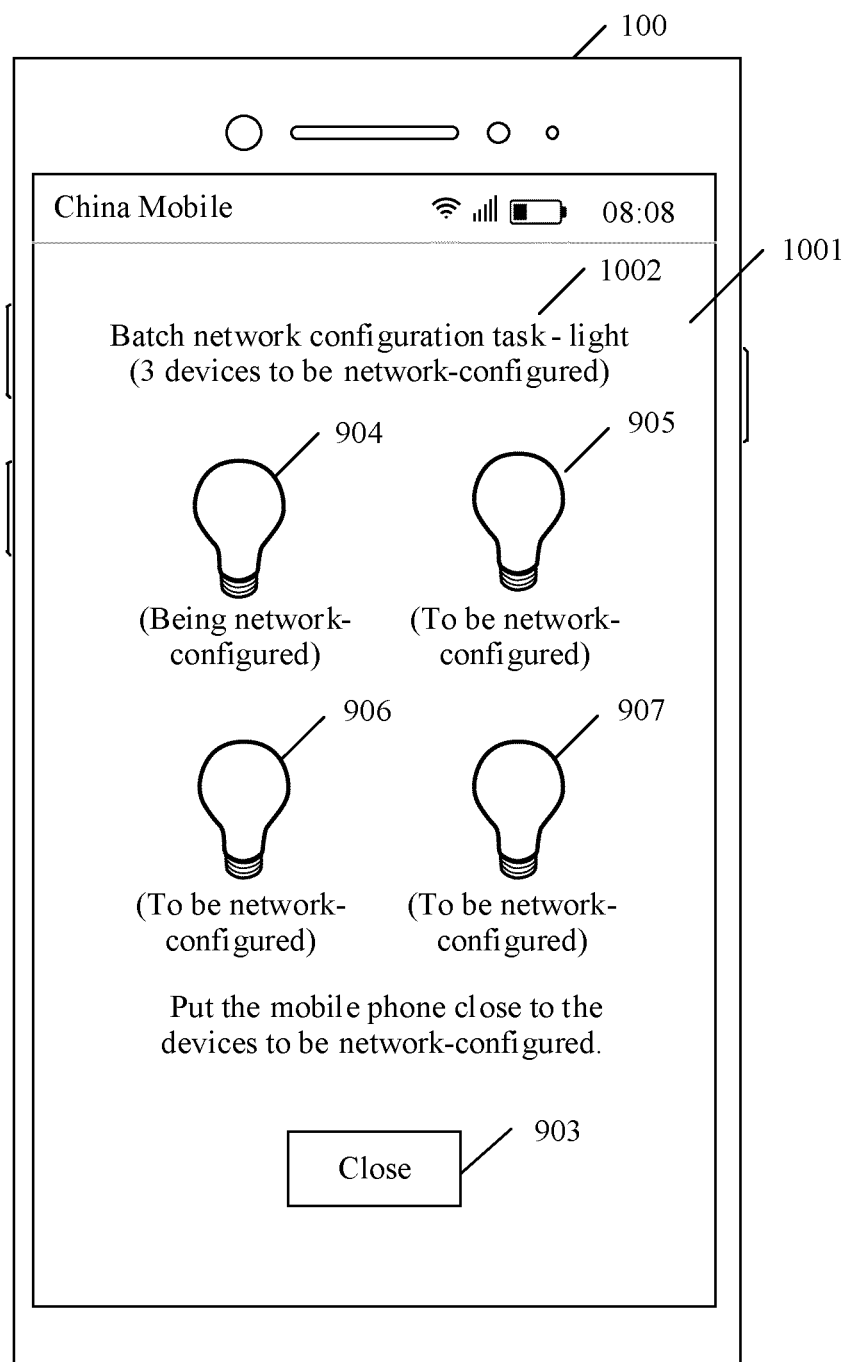 100
China Mobile 08:08
1001
1002
Batch network configuration task - light
(3 devices to be network-configured)
904
905
(Being network-
configured)
(To be network-
configured)
906
907
(To be network-
configured)
(To be network-
configured)
Put the mobile phone close to the
devices to be network-configured.
903
Close